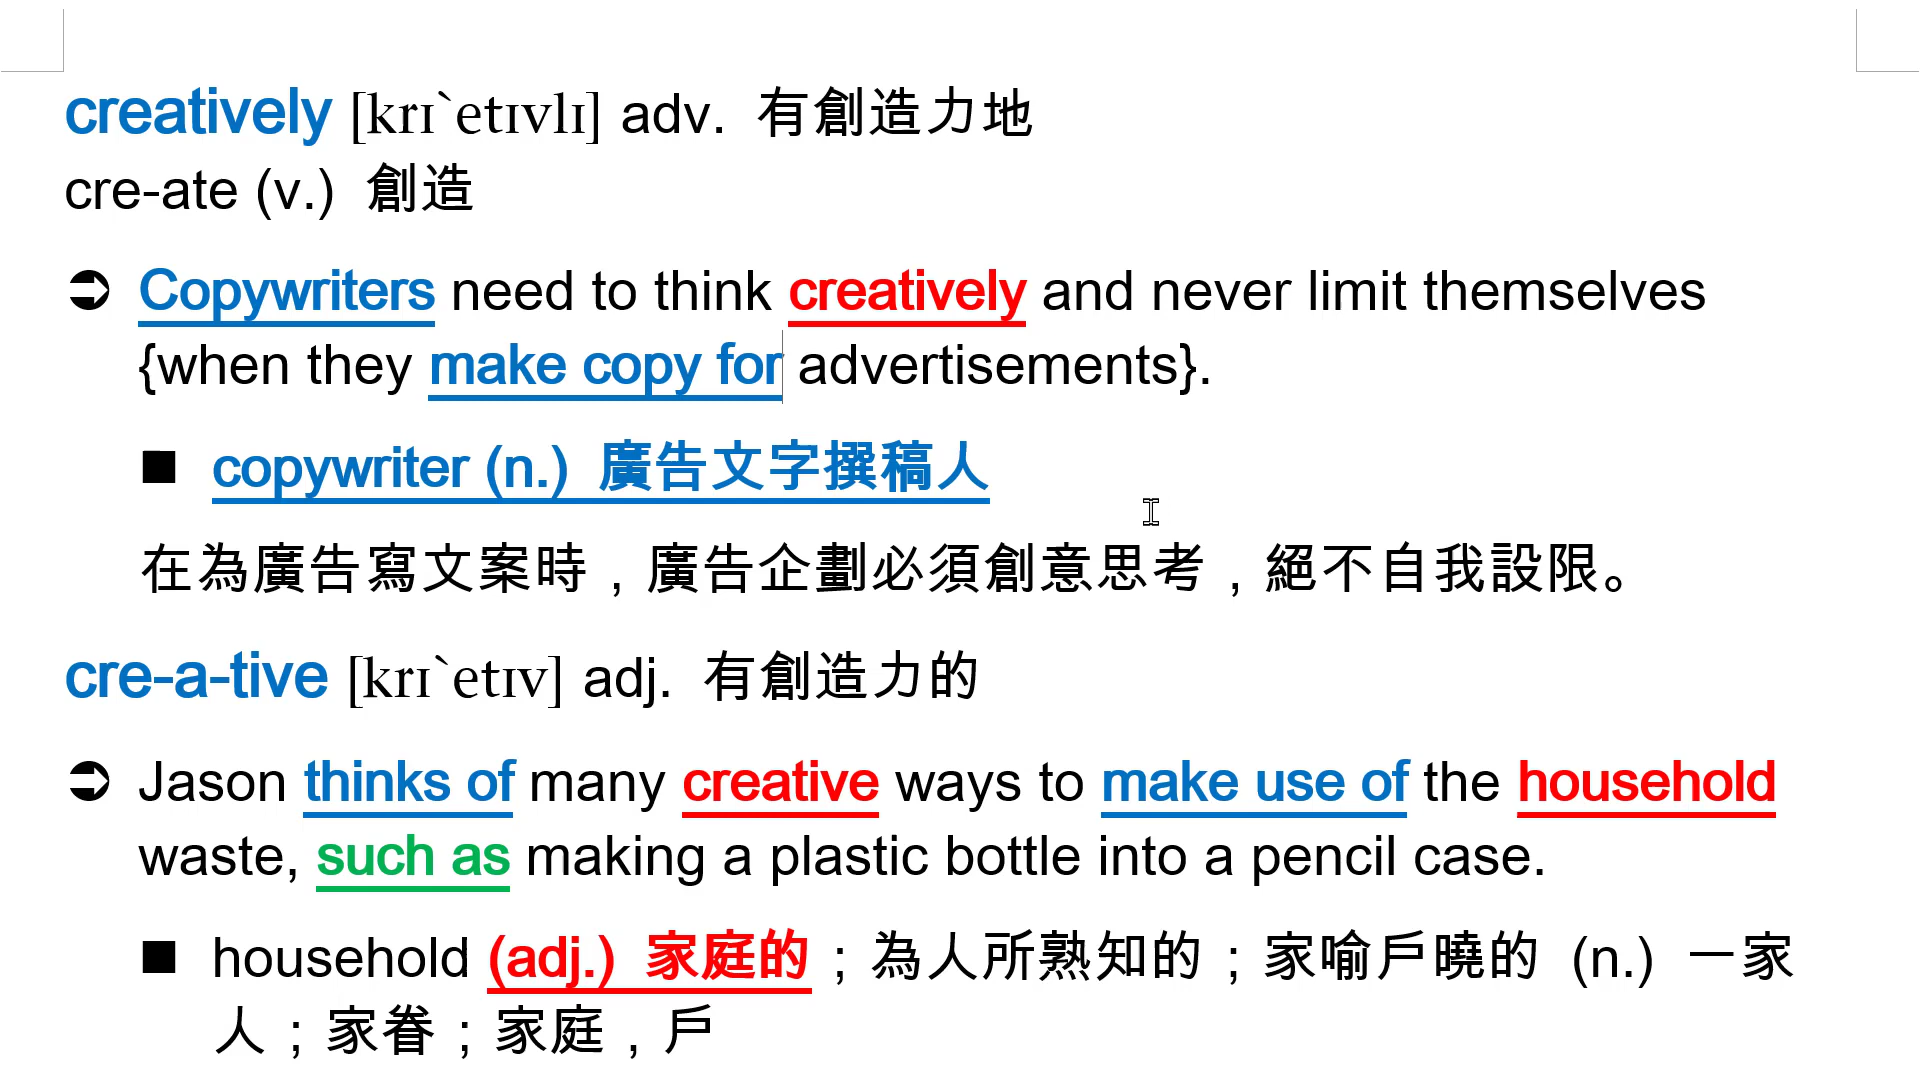 creatively [krɪˋetɪvlɪ] adv. 有創造力地
cre-ate (v.) 創造
➲ Copywriters need to think creatively and never limit themselves
{when they make copy for advertisements}.
■ copywriter (n.) 廣告文字撰稿人
在為廣告寫文案時，廣告企劃必須創意思考，絕不自我設限。
cre-a-tive [krɪˋetɪv] adj. 有創造力的
➲ Jason thinks of many creative ways to make use of the household
waste, such as making a plastic bottle into a pencil case.
■ household (adj.) 家庭的；為人所熟知的；家喻戶曉的 (n.) 一家
人；家眷；家庭，戶